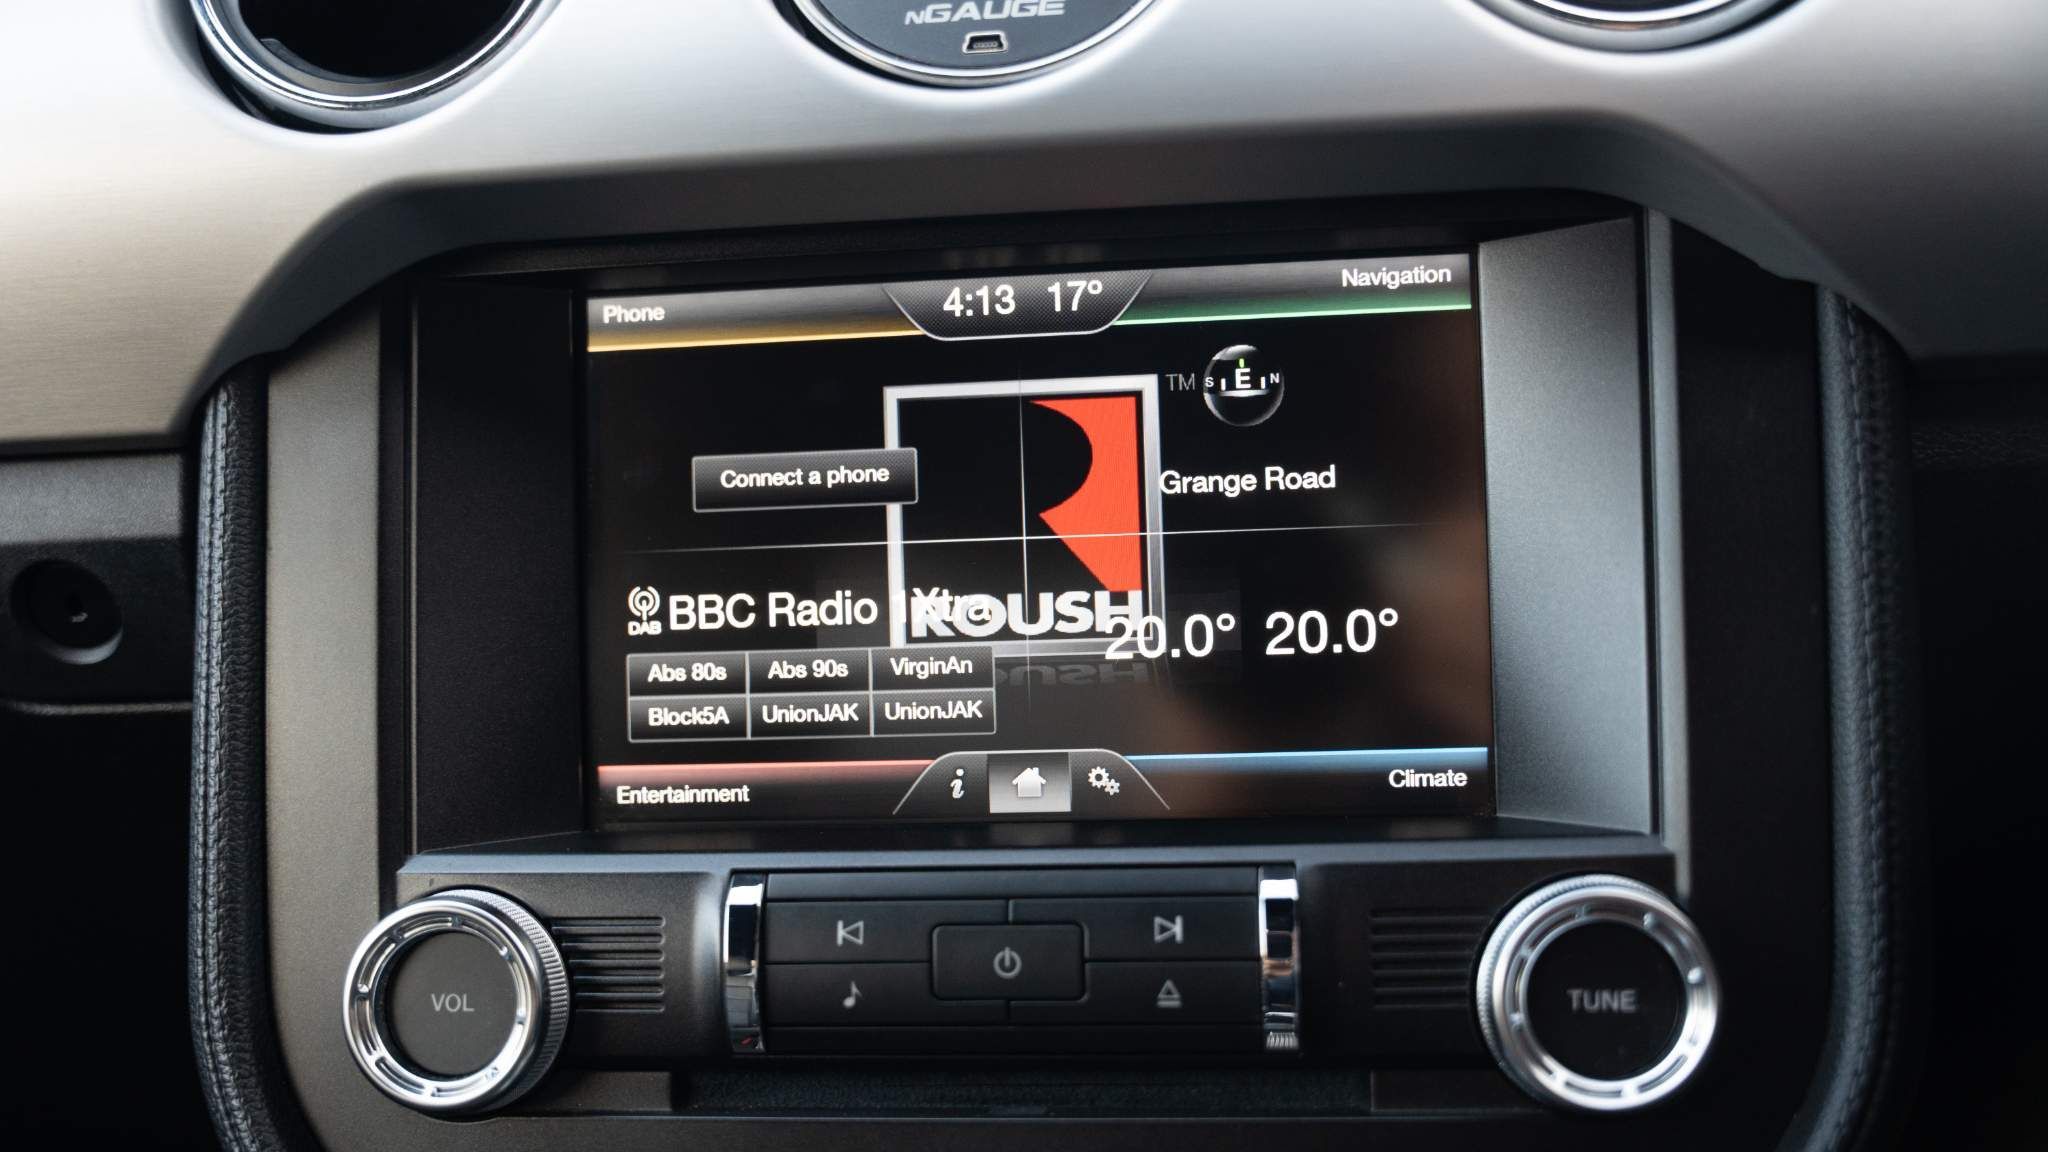 nGAUGE
Phone
4:13 17°
Navigation
TM
S E N
Connect a phone
Grange Road
DAB BBC Radio 1Xtra
ROUSH
20.0° 20.0°
Abs 80s Abs 90s VirginAn
Block5A UnionJAK UnionJAK
Entertainment
i
Climate
VOL
TUNE